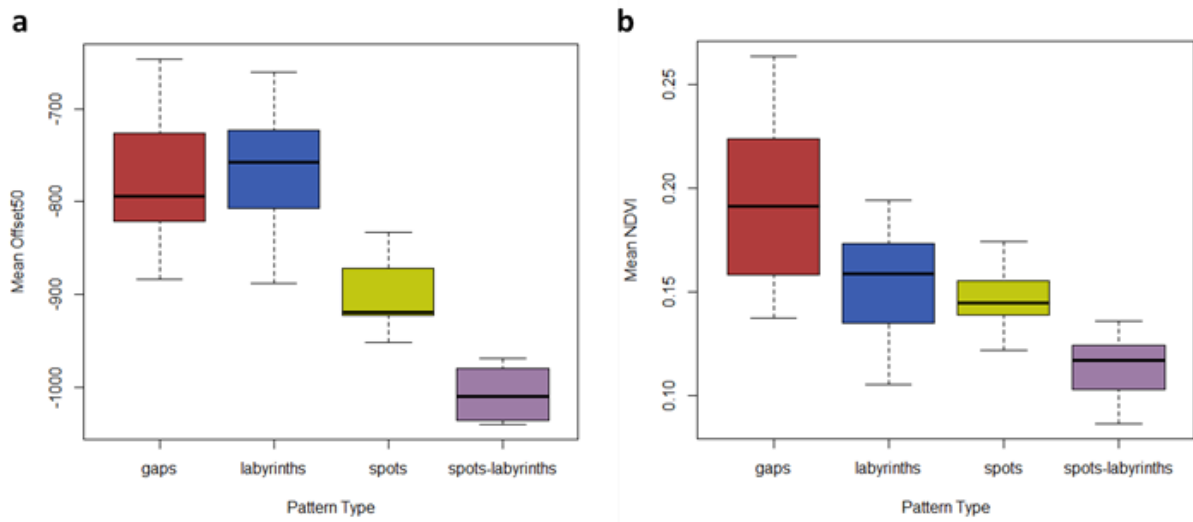 a
Mean Offset50
-700
-800
-900
-1000
gaps labyrinths spots spots-labyrinths
Pattern Type
b
Mean NDVI
0.25
0.20
0.15
0.10
gaps labyrinths spots spots-labyrinths
Pattern Type